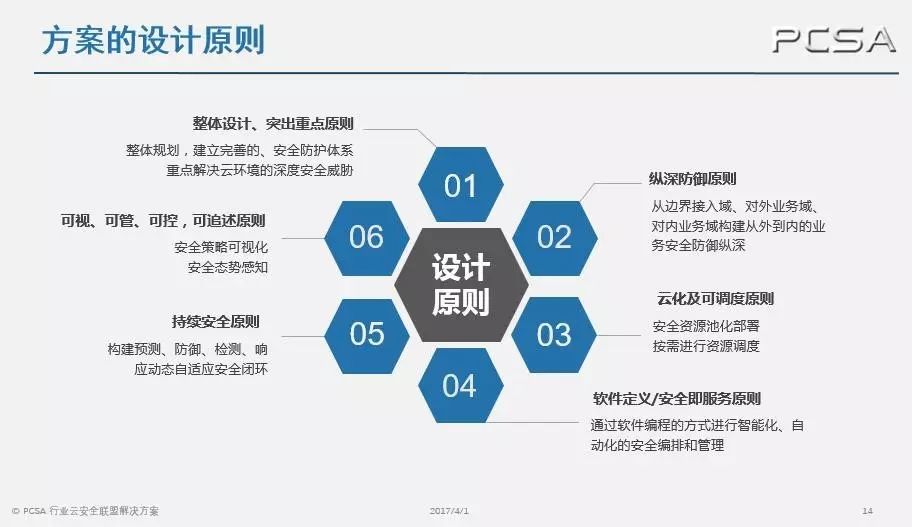 方案的设计原则
PCSA
整体设计、突出重点原则
整体规划，建立完善的、安全防护体系
重点解决云环境的深度安全威胁
01
纵深防御原则
从边界接入域、对外业务域、
对内业务域构建从外到内的业
务安全防御纵深
02
可视、可管、可控，可追述原则
安全策略可视化
安全态势感知
06
设计
原则
云化及可调度原则
安全资源池化部署
按需进行资源调度
03
持续安全原则
构建预测、防御、检测、响
应动态自适应安全闭环
05
04
软件定义/安全即服务原则
通过软件编程的方式进行智能化、自
动化的安全编排和管理
© PCSA 行业云安全联盟解决方案
2017/4/1
14